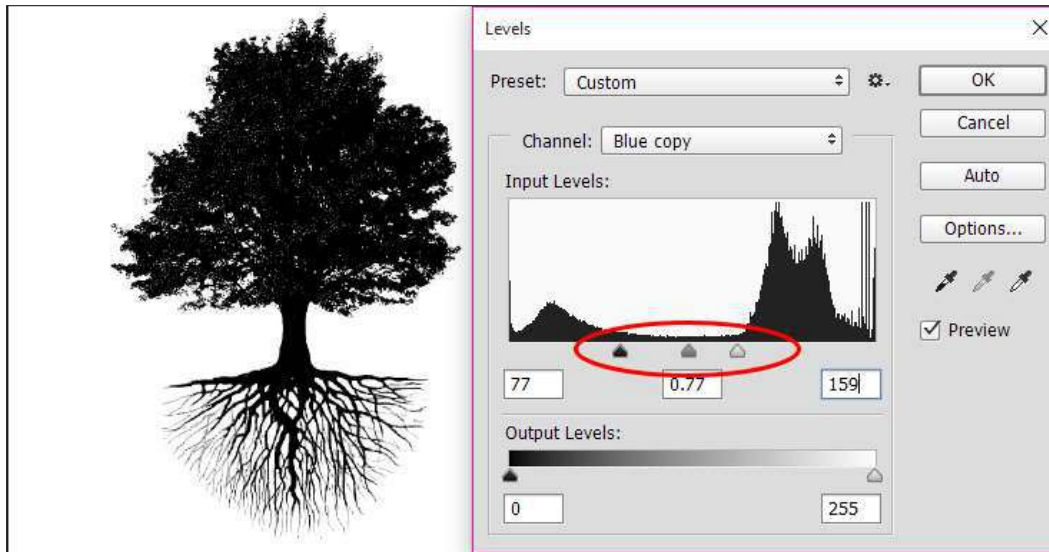 Levels
Preset: Custom
OK
Cancel
Channel: Blue copy
Auto
Input Levels:
Options...
Preview
77 0.77 159
Output Levels:
0 255